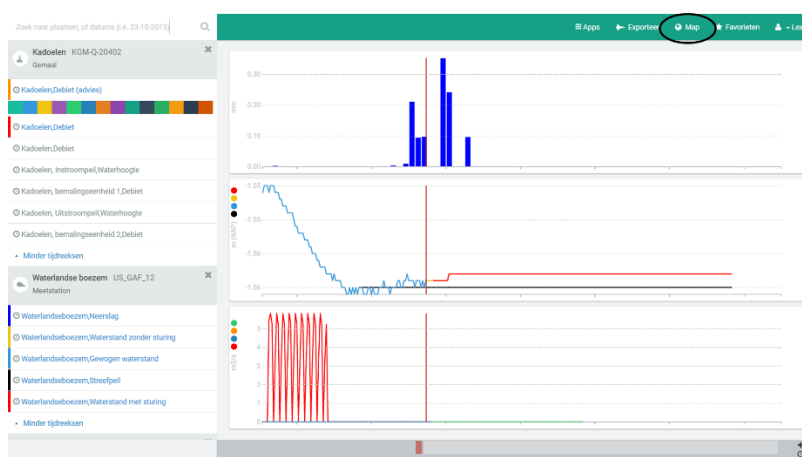 Zoek naar plaatsen, of datums (i.e. 23-10-2013)
Apps Exporteer Map Favorieten
Kadoelen KGM-Q-20402
Gemaal
Kadoelen,Debiet (advies)
Kadoelen,Debiet
Kadoelen,Debiet
Kadoelen, Instroompeil,Waterhoogte
Kadoelen, bemalingseenheid 1,Debiet
Kadoelen, Uitstroompeil,Waterhoogte
Kadoelen, bemalingseenheid 2,Debiet
Minder tijdreeksen
Waterlandse boezem US_GAF_12
Meetstation
Waterlandseboezem,Neerslag
Waterlandseboezem,Waterstand zonder sturing
Waterlandseboezem,Gewogen waterstand
Waterlandseboezem,Streefpeil
Waterlandseboezem,Waterstand met sturing
Minder tijdreeksen
mm
0.30
0.20
0.10
0.00
m (NAP)
-1.50
-1.53
-1.56
-1.56
m3/s
5
4
3
2
1
0